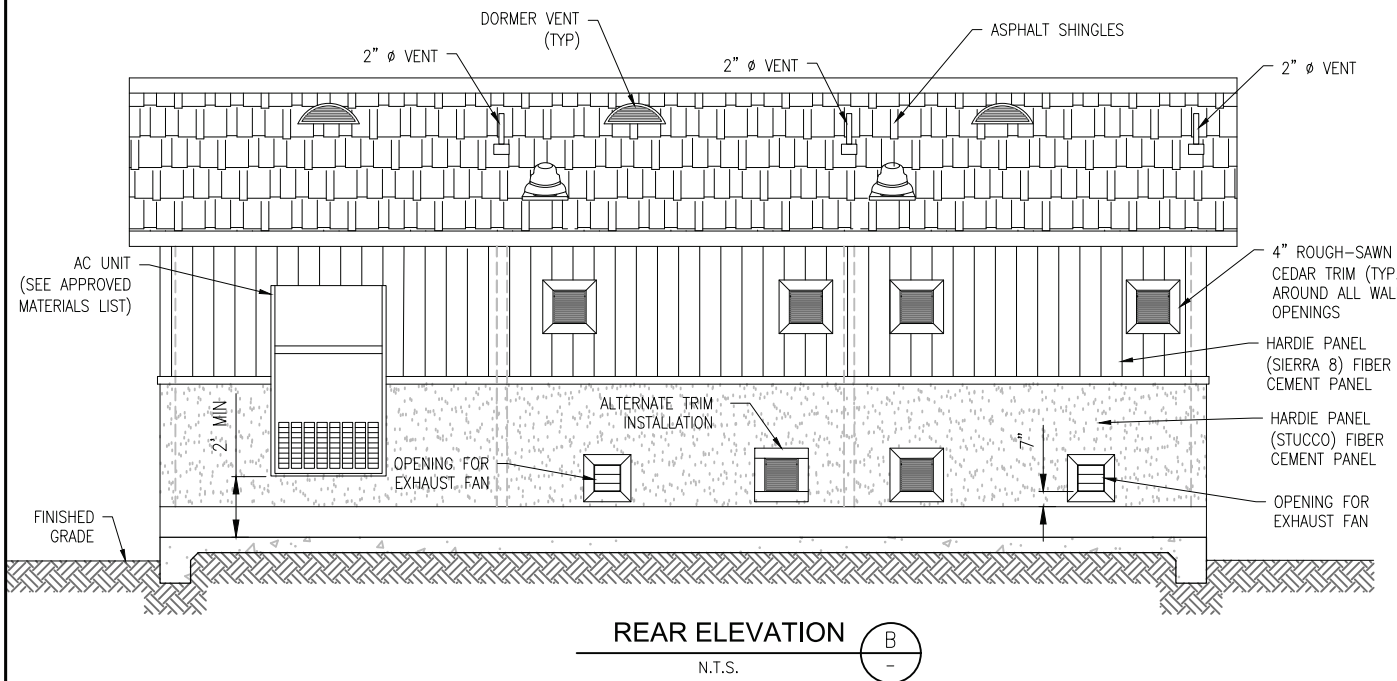 DORMER VENT
(TYP)
2" ø VENT
2" ø VENT
ASPHALT SHINGLES
2" ø VENT
AC UNIT
(SEE APPROVED
MATERIALS LIST)
4" ROUGH-SAWN
CEDAR TRIM (TYP.
AROUND ALL WAL
OPENINGS
HARDIE PANEL
(SIERRA 8) FIBER
CEMENT PANEL
2' MIN
ALTERNATE TRIM
INSTALLATION
7"
HARDIE PANEL
(STUCCO) FIBER
CEMENT PANEL
OPENING FOR
EXHAUST FAN
OPENING FOR
EXHAUST FAN
FINISHED
GRADE
REAR ELEVATION
B
-
N.T.S.